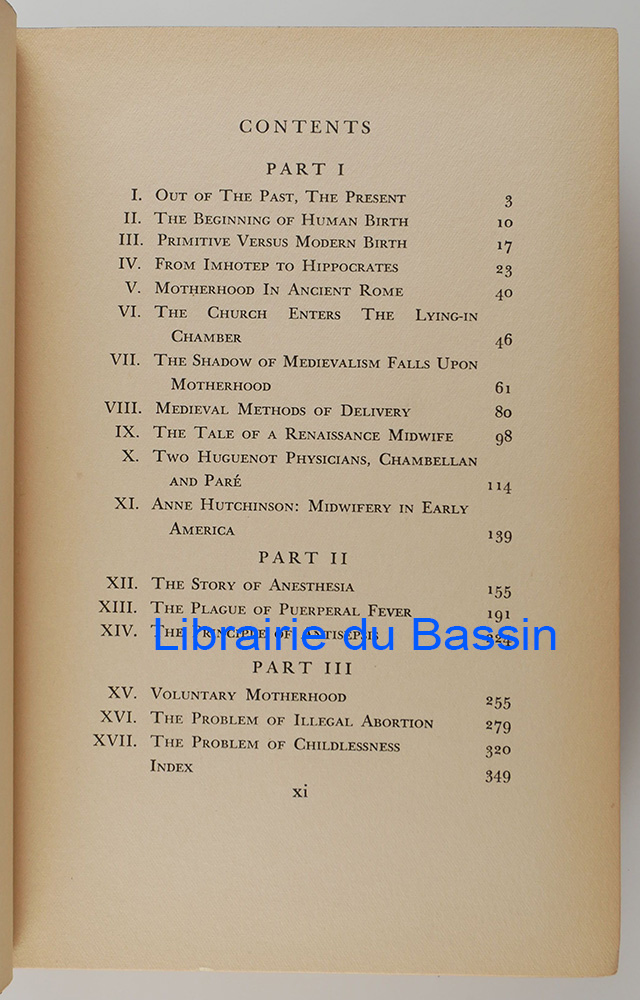 CONTENTS
PART I
I. OUT OF THE PAST, THE PRESENT 3
II. THE BEGINNING OF HUMAN BIRTH 10
III. PRIMITIVE VERSUS MODERN BIRTH 17
IV. FROM IMHOTEP TO HIPPOCRATES 23
V. MOTHERHOOD IN ANCIENT ROME 40
VI. THE CHURCH ENTERS THE LYING-IN
CHAMBER 46
VII. THE SHADOW OF MEDIEVALISM FALLS UPON
MOTHERHOOD 61
VIII. MEDIEVAL METHODS OF DELIVERY 80
IX. THE TALE OF A RENAISSANCE MIDWIFE 98
X. TWO HUGUENOT PHYSICIANS, CHAMBELLAN
AND PARÉ 114
XI. ANNE HUTCHINSON: MIDWIFERY IN EARLY
AMERICA 139
PART II
XII. THE STORY OF ANESTHESIA 155
XIII. THE PLAGUE OF PUERPERAL FEVER 191
XIV. THE PRINCIPLE OF ANTISEPSIS 224
Librairie du Bassin
PART III
XV. VOLUNTARY MOTHERHOOD 255
XVI. THE PROBLEM OF ILLEGAL ABORTION 279
XVII. THE PROBLEM OF CHILDLESSNESS 320
INDEX 349
xi